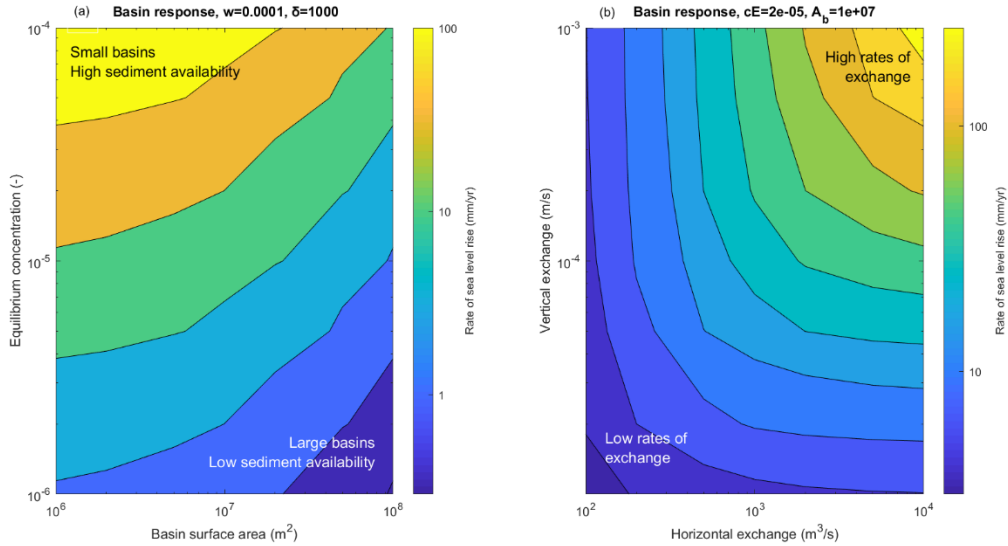 (a)
Basin response, w=0.0001, δ=1000
10-4
10-5
10-6
Equilibrium concentration (-)
Small basins
High sediment availability
Large basins
Low sediment availability
106
107
108
Basin surface area (m2)
100
10
1
Rate of sea level rise (mm/yr)
(b)
Basin response, cE=2e-05, Ab=1e+07
10-3
10-4
Vertical exchange (m/s)
High rates of
exchange
Low rates of
exchange
102
103
104
Horizontal exchange (m3/s)
100
10
Rate of sea level rise (mm/yr)